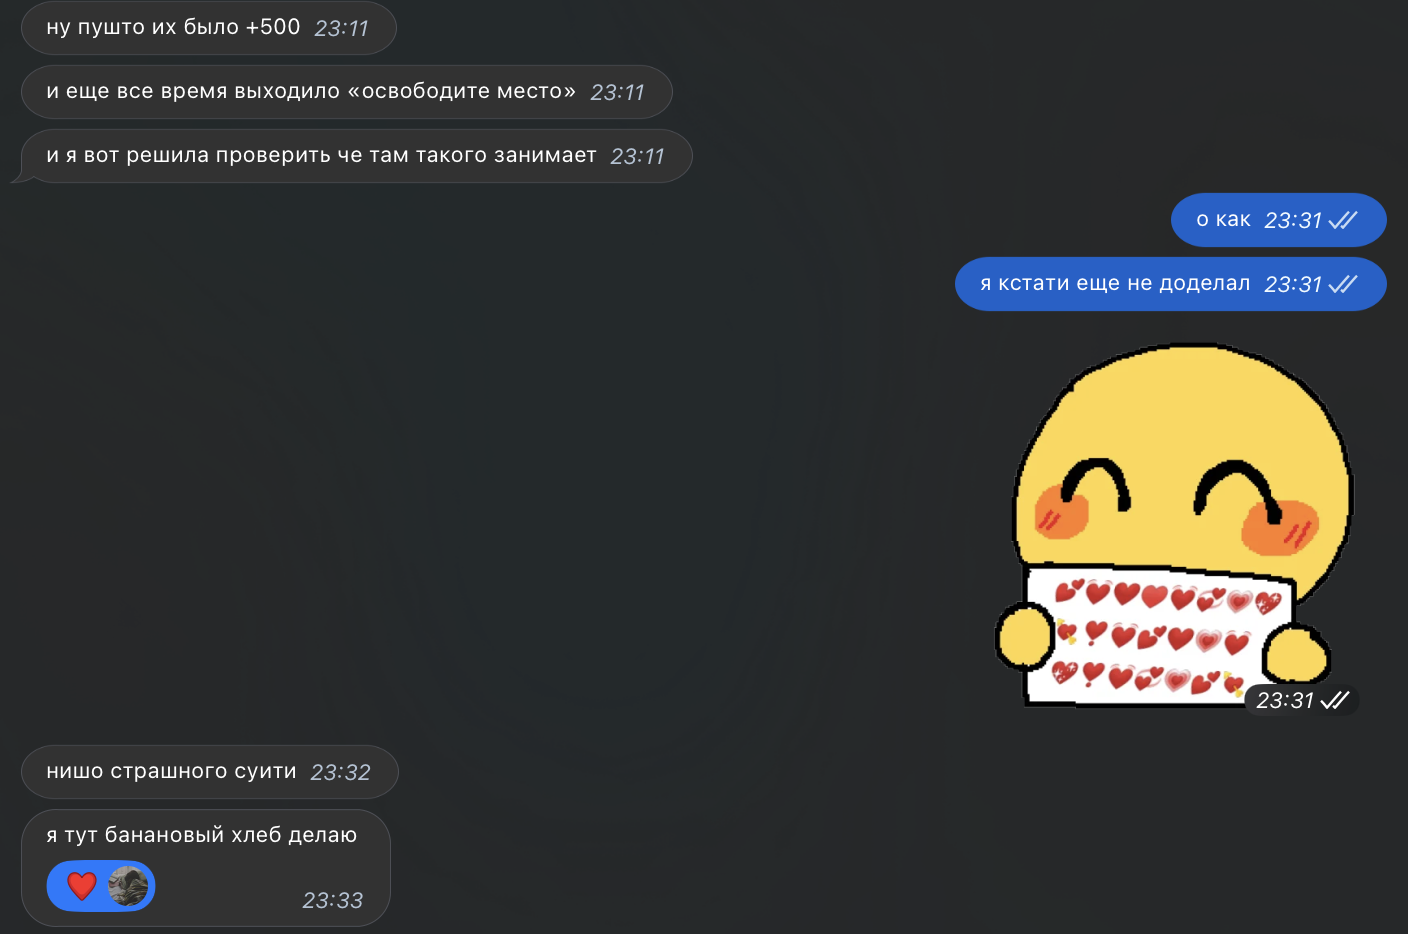 ну пушто их было +500 23:11
и еще все время выходило «освободите место» 23:11
и я вот решила проверить че там такого занимает 23:11
о как 23:31
я кстати еще не доделал 23:31
23:31
нишо страшного суити 23:32
я тут банановый хлеб делаю
23:33